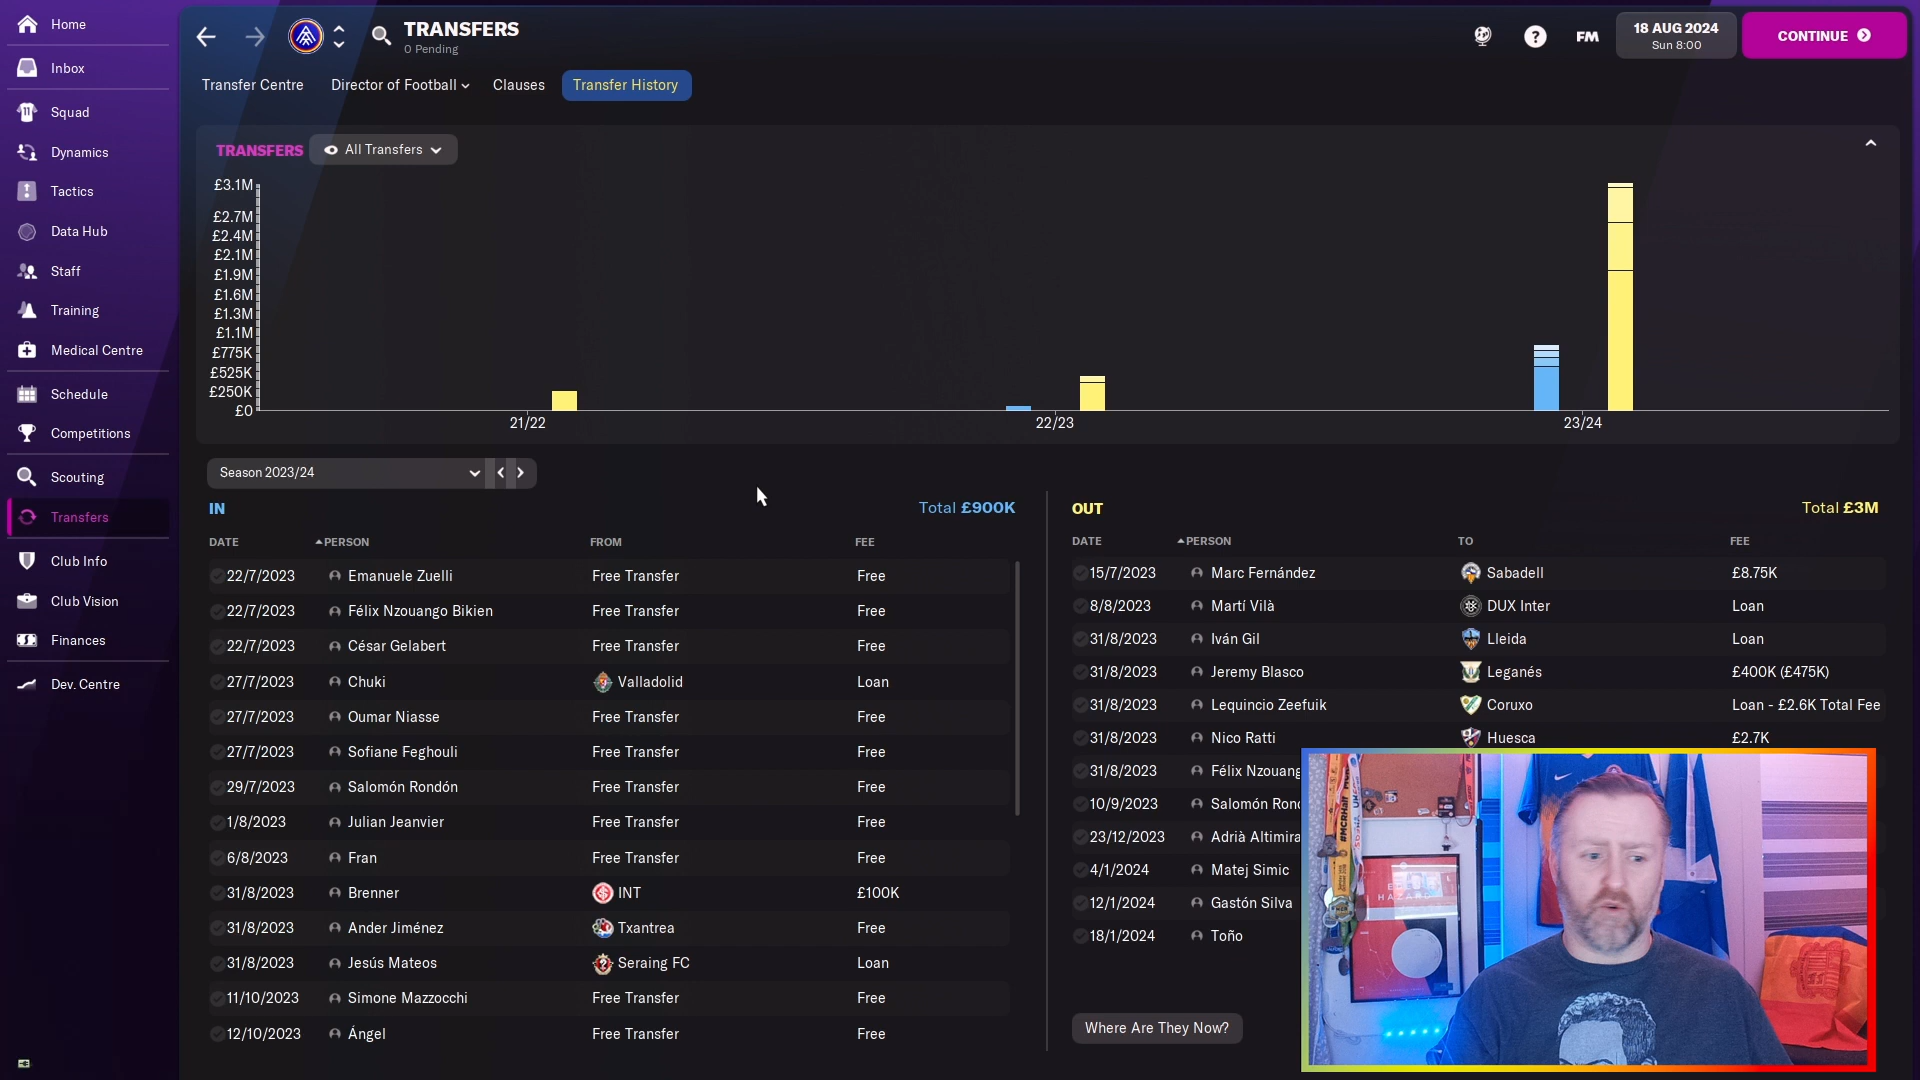 Home
Inbox
Squad
Dynamics
Tactics
Data Hub
Staff
Training
Medical Centre
Schedule
Competitions
Scouting
Transfers
Club Info
Club Vision
Finances
Dev. Centre
TRANSFERS
0 Pending
FM
18 AUG 2024
Sun 8:00
CONTINUE
Transfer Centre
Director of Football
Clauses
Transfer History
TRANSFERS
All Transfers
£3.1M
£2.7M
£2.4M
£2.1M
£1.9M
£1.6M
£1.3M
£1.1M
£775K
£525K
£250K
£0
21/22
22/23
23/24
Season 2023/24
IN
Total £900K
DATE PERSON FROM FEE
22/7/2023 Emanuele Zuelli Free Transfer Free
22/7/2023 Félix Nzouango Bikien Free Transfer Free
22/7/2023 César Gelabert Free Transfer Free
27/7/2023 Chuki Valladolid Loan
27/7/2023 Oumar Niasse Free Transfer Free
27/7/2023 Sofiane Feghouli Free Transfer Free
29/7/2023 Salomón Rondón Free Transfer Free
1/8/2023 Julian Jeanvier Free Transfer Free
6/8/2023 Fran Free Transfer Free
31/8/2023 Brenner INT £100K
31/8/2023 Ander Jiménez Txantrea Free
31/8/2023 Jesús Mateos Seraing FC Loan
11/10/2023 Simone Mazzocchi Free Transfer Free
12/10/2023 Ángel Free Transfer Free
OUT
Total £3M
DATE PERSON TO FEE
15/7/2023 Marc Fernández Sabadell £8.75K
8/8/2023 Martí Vilà DUX Inter Loan
31/8/2023 Iván Gil Lleida Loan
31/8/2023 Jeremy Blasco Leganés £400K (£475K)
31/8/2023 Lequincio Zeefuik Coruxo Loan - £2.6K Total Fee
31/8/2023 Nico Ratti Huesca £2.7K
31/8/2023 Félix Nzouang
10/9/2023 Salomón Ron
23/12/2023 Adrià Altimira
4/1/2024 Matej Simic
12/1/2024 Gastón Silva
18/1/2024 Toño
Where Are They Now?